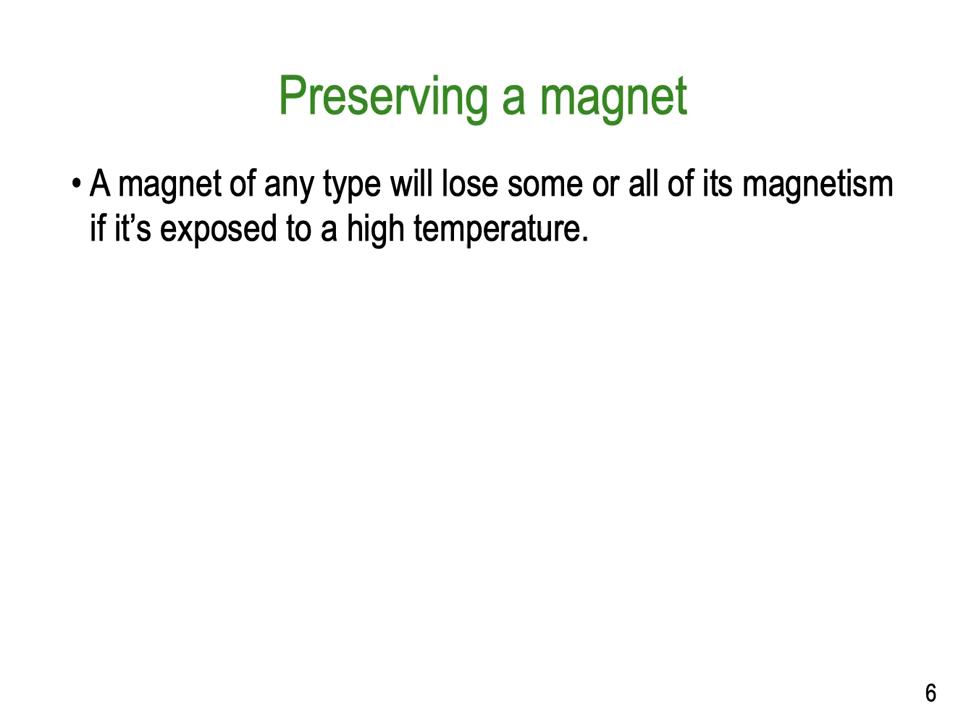 Preserving a magnet
• A magnet of any type will lose some or all of its magnetism
if it’s exposed to a high temperature.
6